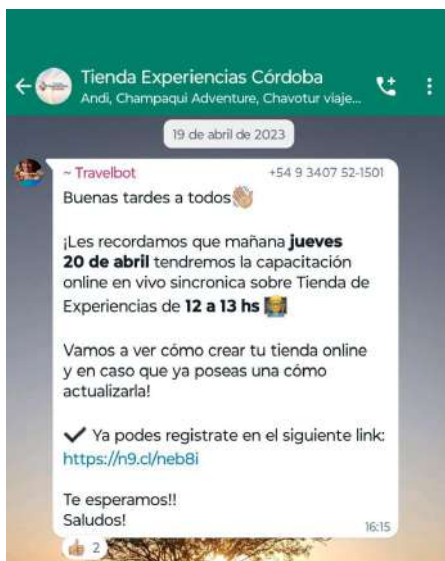 Tienda Experiencias Córdoba
Andi, Champaqui Adventure, Chavotur viaje...
19 de abril de 2023
~ Travelbot +54 9 3407 52-1501
Buenas tardes a todos👋🏼
¡Les recordamos que mañana jueves
20 de abril tendremos la capacitación
online en vivo sincronica sobre Tienda de
Experiencias de 12 a 13 hs 👩‍🏫
Vamos a ver cómo crear tu tienda online
y en caso que ya poseas una cómo
actualizarla!
✔️ Ya podes registrate en el siguiente link:
https://n9.cl/neb8i
Te esperamos!!
Saludos!
16:15
👍🏼 2